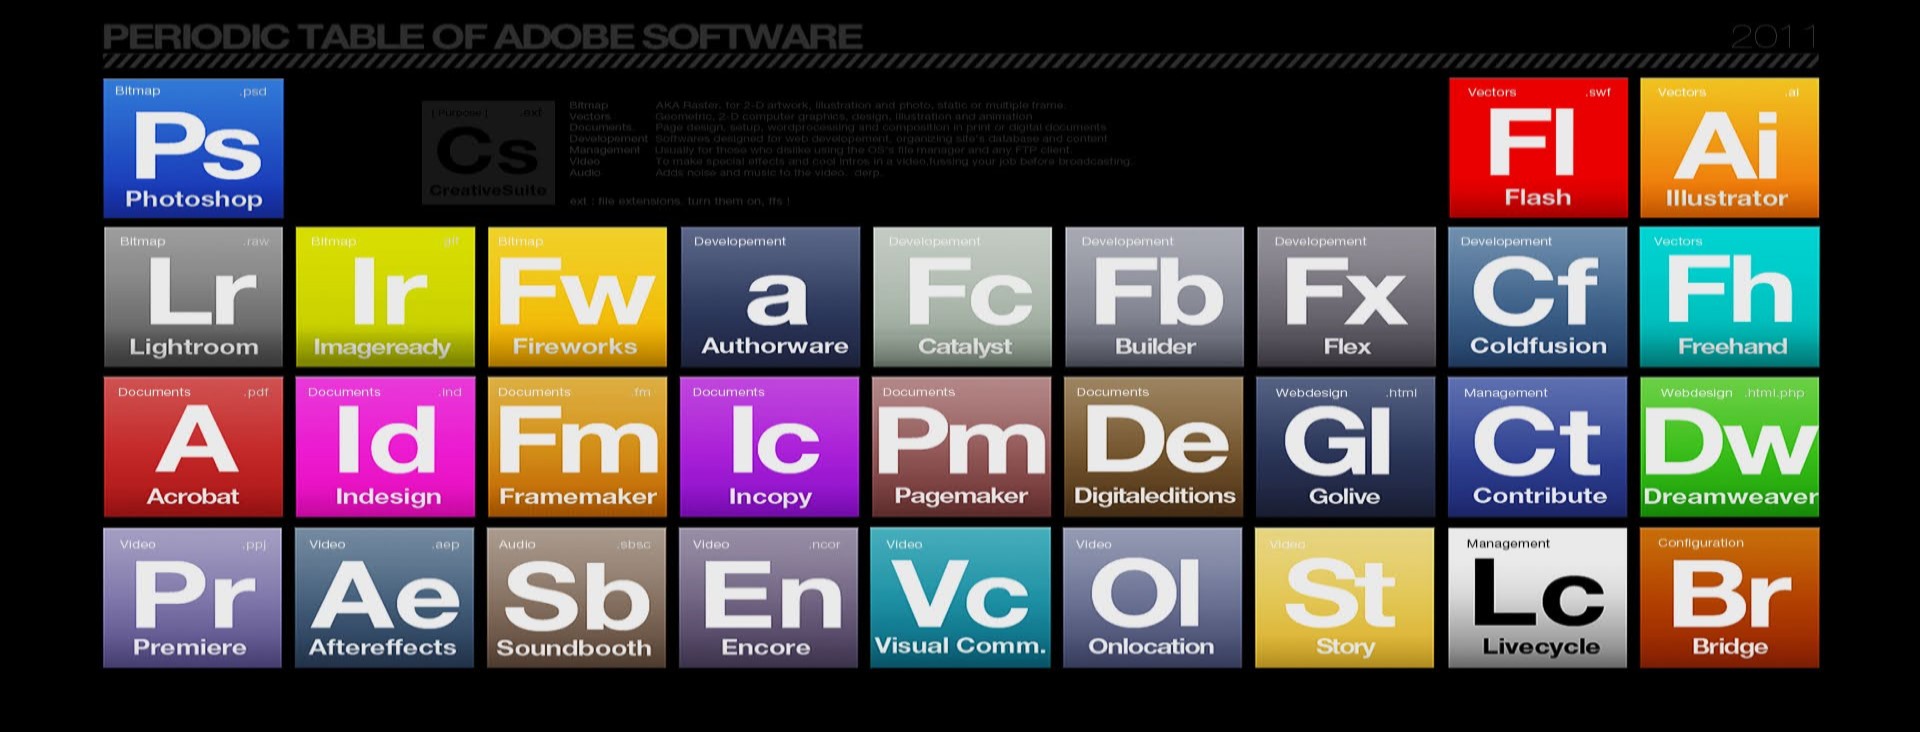 PERIODIC TABLE OF ADOBE SOFTWARE 2011
Bitmap .psd
Ps
Photoshop
[ Purpose ] .ext
Cs
CreativeSuite
Bitmap AKA Raster, for 2-D artwork, illustration and photo, static or multiple frame.
Vectors Geometric, 2-D computer graphics, design, illustration and animation
Documents. Page design, setup, wordprocessing and composition in print or digital documents
Developement Softwares designed for web developement, organizing site's database and content
Management Usually for those who dislike using the OS's file manager and any FTP client.
Video To make special effects and cool intros in a video,fussing your job before broadcasting.
Audio. Adds noise and music to the video. derp.
ext : file extensions. turn them on, ffs !
Vectors .swf
Fl
Flash
Vectors .ai
Ai
Illustrator
Bitmap .raw
Lr
Lightroom
Bitmap .gif
Ir
Imageready
Bitmap
Fw
Fireworks
Developement
a
Authorware
Developement
Fc
Catalyst
Developement
Fb
Builder
Developement
Fx
Flex
Developement
Cf
Coldfusion
Vectors
Fh
Freehand
Documents .pdf
A
Acrobat
Documents .ind
Id
Indesign
Documents .fm
Fm
Framemaker
Documents
Ic
Incopy
Documents
Pm
Pagemaker
Documents
De
Digitaleditions
Webdesign .html
Gl
Golive
Management
Ct
Contribute
Webdesign .html.php
Dw
Dreamweaver
Video .ppj
Pr
Premiere
Video .aep
Ae
Aftereffects
Audio .sbsc
Sb
Soundbooth
Video .ncor
En
Encore
Video
Vc
Visual Comm.
Video
Ol
Onlocation
Video
St
Story
Management
Lc
Livecycle
Configuration
Br
Bridge